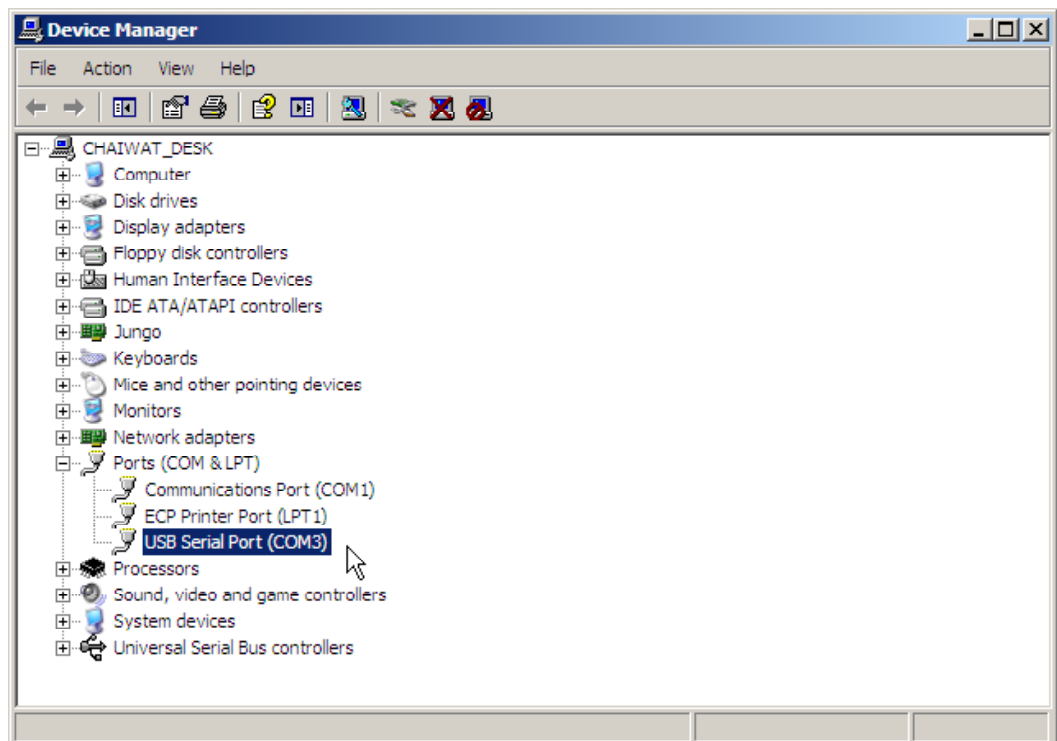 Device Manager
File Action View Help
CHAIWAT_DESK
Computer
Disk drives
Display adapters
Floppy disk controllers
Human Interface Devices
IDE ATA/ATAPI controllers
Jungo
Keyboards
Mice and other pointing devices
Monitors
Network adapters
Ports (COM & LPT)
Communications Port (COM1)
ECP Printer Port (LPT1)
USB Serial Port (COM3)
Processors
Sound, video and game controllers
System devices
Universal Serial Bus controllers